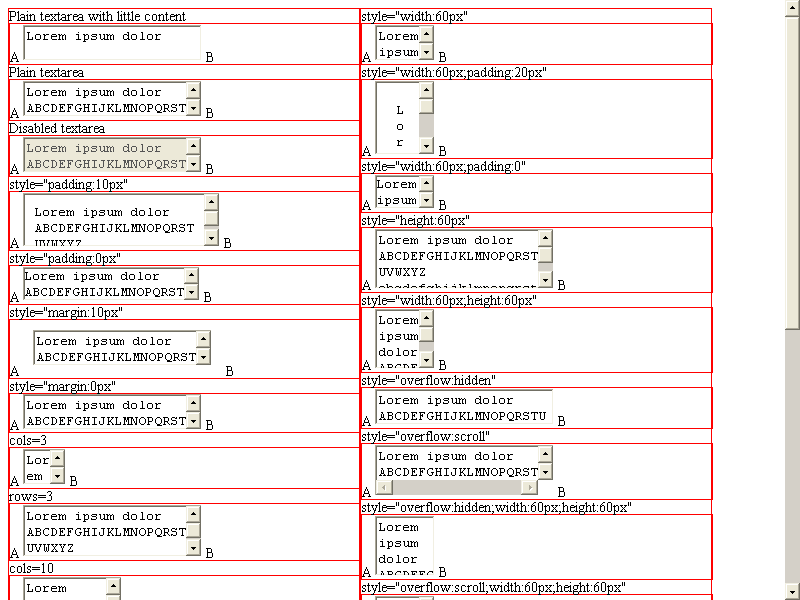 Plain textarea with little content
Lorem ipsum dolor
A B
Plain textarea
Lorem ipsum dolor
ABCDEFGHIJKLMNOPQRST
A B
Disabled textarea
Lorem ipsum dolor
ABCDEFGHIJKLMNOPQRST
A B
style="padding:10px"
Lorem ipsum dolor
ABCDEFGHIJKLMNOPQRST
UVWXYZ
A B
style="padding:0px"
Lorem ipsum dolor
ABCDEFGHIJKLMNOPQRST
A B
style="margin:10px"
Lorem ipsum dolor
ABCDEFGHIJKLMNOPQRST
A B
style="margin:0px"
Lorem ipsum dolor
ABCDEFGHIJKLMNOPQRST
A B
cols=3
Lor
em
A B
rows=3
Lorem ipsum dolor
ABCDEFGHIJKLMNOPQRST
UVWXYZ
A B
cols=10
Lorem
style="width:60px"
Lorem
ipsum
A B
style="width:60px;padding:20px"
L
o
r
A B
style="width:60px;padding:0"
Lorem
ipsum
A B
style="height:60px"
Lorem ipsum dolor
ABCDEFGHIJKLMNOPQRST
UVWXYZ
A B
style="width:60px;height:60px"
Lorem
ipsum
dolor
A B
style="overflow:hidden"
Lorem ipsum dolor
ABCDEFGHIJKLMNOPQRSTU
A B
style="overflow:scroll"
Lorem ipsum dolor
ABCDEFGHIJKLMNOPQRST
A B
style="overflow:hidden;width:60px;height:60px"
Lorem
ipsum
dolor
A B
style="overflow:scroll;width:60px;height:60px"